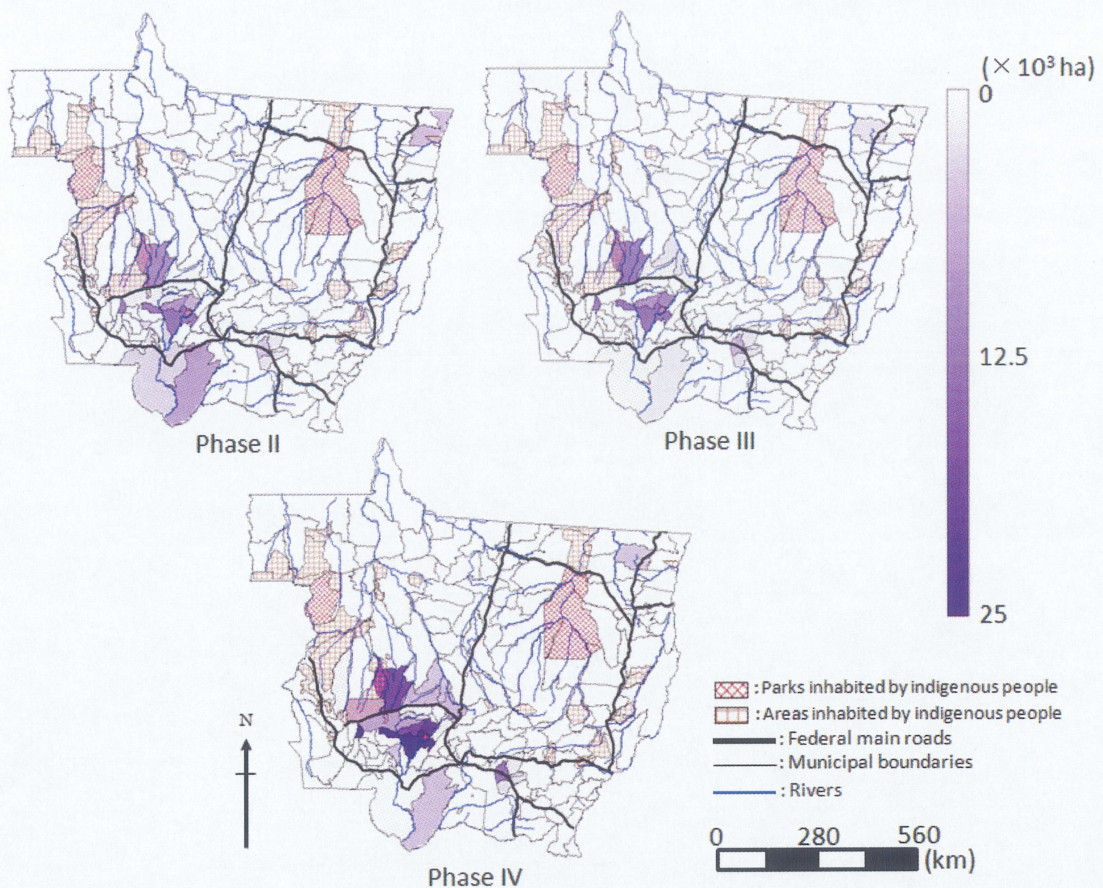 (× 10³ ha)
0
12.5
25
Phase II
Phase III
Phase IV
N
: Parks inhabited by indigenous people
: Areas inhabited by indigenous people
: Federal main roads
: Municipal boundaries
: Rivers
0 280 560
(km)